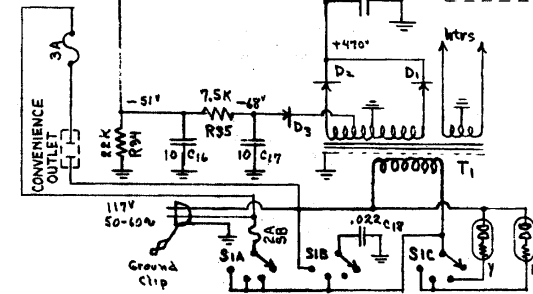 3A
+470V
htrs
D2
D1
-51V
7.5K
-68V
R35
D3
22K
R34
10 C16
10 C17
CONVENIENCE
OUTLET
T1
117V
50-60~
2A
SB
.022 C18
S1A
S1B
S1C
Ground
Clip
Y